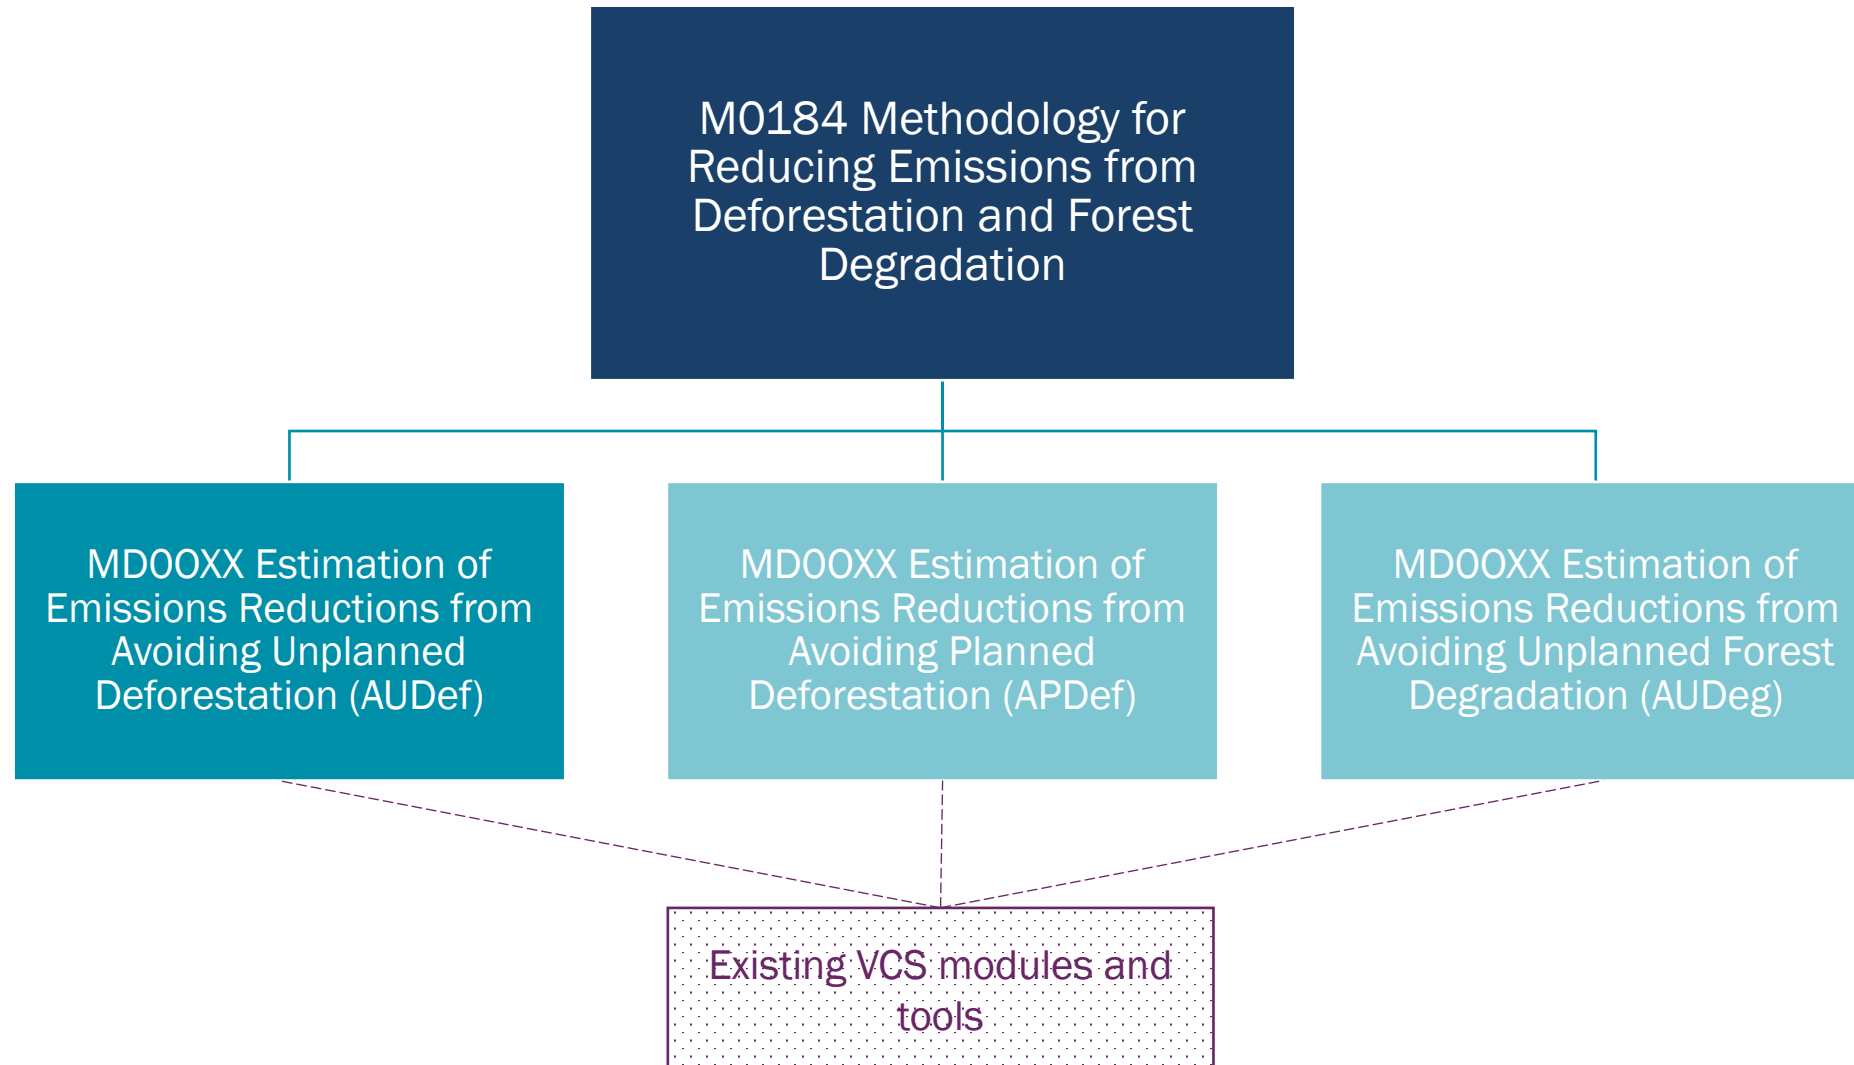 M0184 Methodology for
Reducing Emissions from
Deforestation and Forest
Degradation
MD00XX Estimation of
Emissions Reductions from
Avoiding Unplanned
Deforestation (AUDef)
MD00XX Estimation of
Emissions Reductions from
Avoiding Planned
Deforestation (APDef)
MD00XX Estimation of
Emissions Reductions from
Avoiding Unplanned Forest
Degradation (AUDeg)
Existing VCS modules and
tools